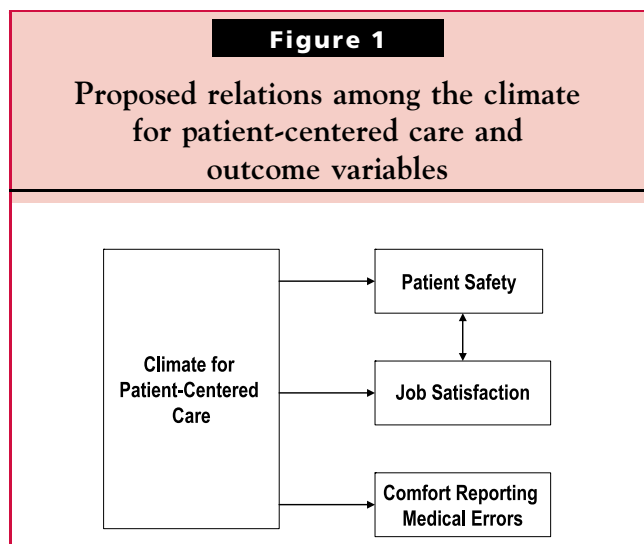 Figure 1
Proposed relations among the climate
for patient-centered care and
outcome variables
Patient Safety
Climate for
Patient-Centered
Care
Job Satisfaction
Comfort Reporting
Medical Errors